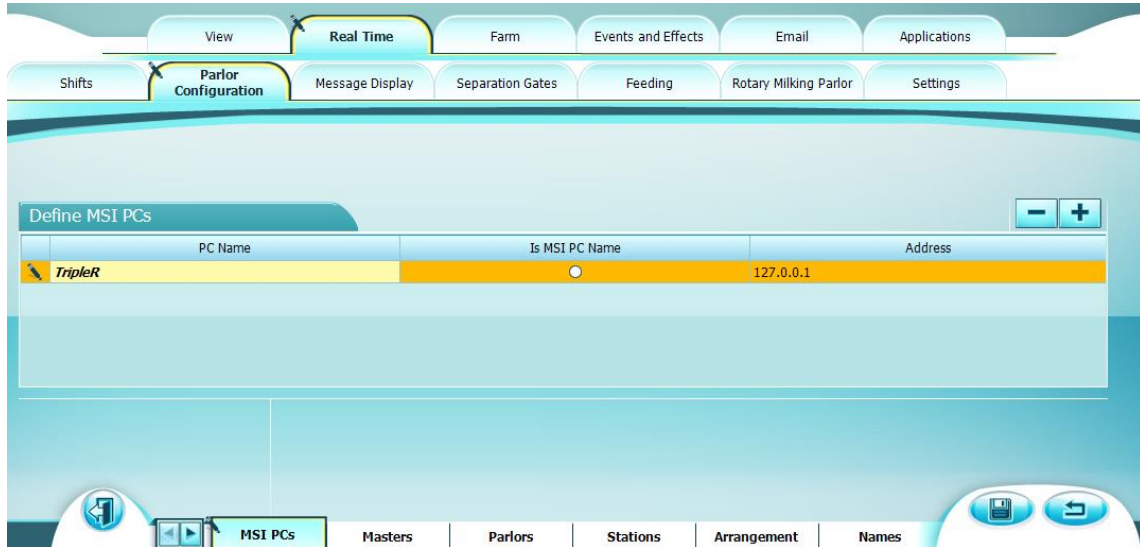 View
Real Time
Farm
Events and Effects
Email
Applications
Shifts
Parlor
Configuration
Message Display
Separation Gates
Feeding
Rotary Milking Parlor
Settings
Define MSI PCs
PC Name
Is MSI PC Name
Address
TripleR
127.0.0.1
MSI PCs
Masters
Parlors
Stations
Arrangement
Names